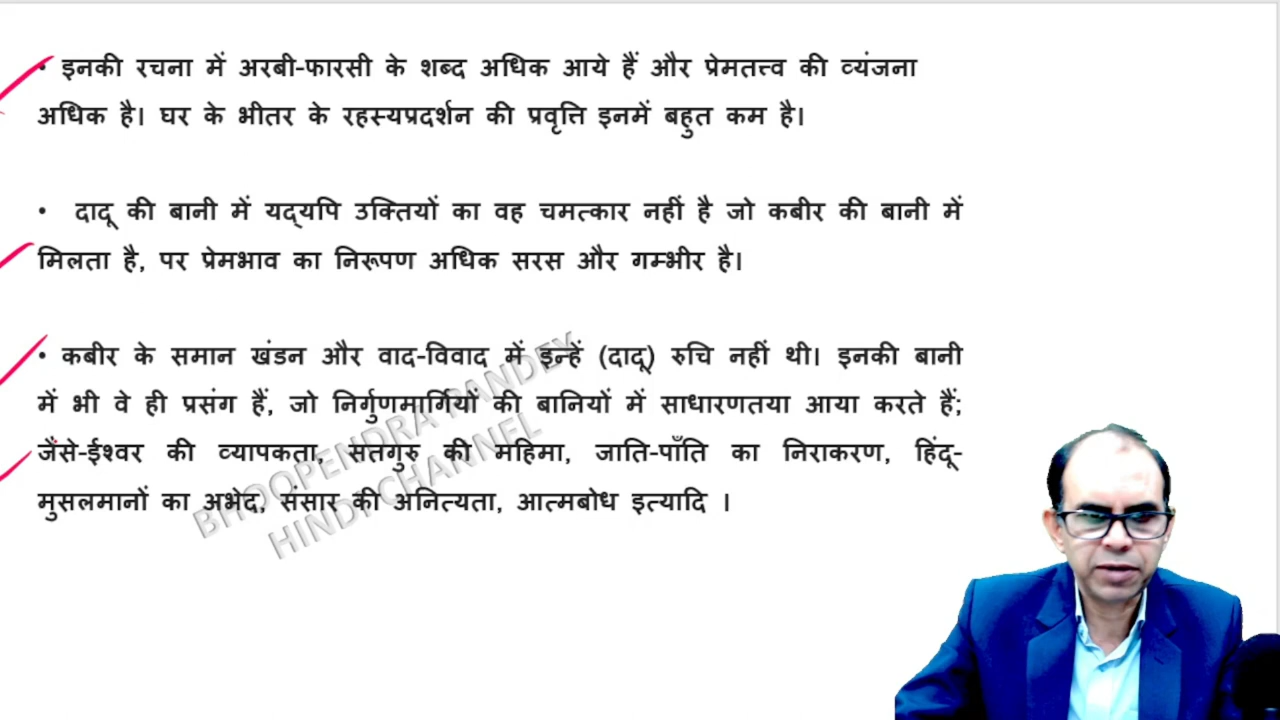 • इनकी रचना में अरबी-फारसी के शब्द अधिक आये हैं और प्रेमतत्त्व की व्यंजना
अधिक है। घर के भीतर के रहस्यप्रदर्शन की प्रवृत्ति इनमें बहुत कम है।
• दादू की बानी में यद्यपि उक्तियों का वह चमत्कार नहीं है जो कबीर की बानी में
मिलता है, पर प्रेमभाव का निरूपण अधिक सरस और गम्भीर है।
• कबीर के समान खंडन और वाद-विवाद में इन्हें (दादू) रुचि नहीं थी। इनकी बानी
में भी वे ही प्रसंग हैं, जो निर्गुणमार्गियों की बानियों में साधारणतया आया करते हैं;
जैसे-ईश्वर की व्यापकता, सतगुरु की महिमा, जाति-पाँति का निराकरण, हिंदू-
मुसलमानों का अभेद, संसार की अनित्यता, आत्मबोध इत्यादि ।
BHOOPENDRA PANDEY
HINDI CHANNEL